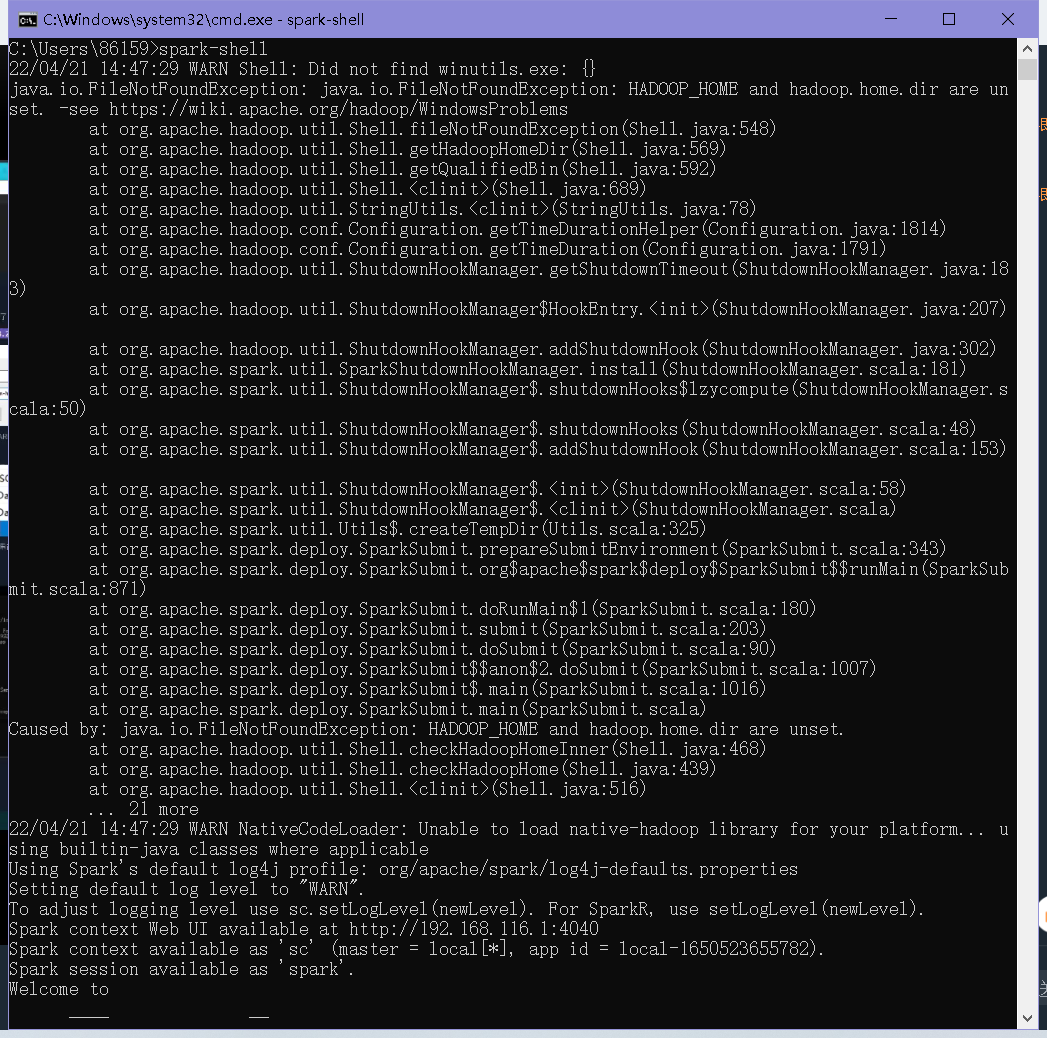 C:\Windows\system32\cmd.exe - spark-shell
C:\Users\86159>spark-shell
22/04/21 14:47:29 WARN Shell: Did not find winutils.exe: {}
java.io.FileNotFoundException: java.io.FileNotFoundException: HADOOP_HOME and hadoop.home.dir are un
set. -see https://wiki.apache.org/hadoop/WindowsProblems
at org.apache.hadoop.util.Shell.fileNotFoundException(Shell.java:548)
at org.apache.hadoop.util.Shell.getHadoopHomeDir(Shell.java:569)
at org.apache.hadoop.util.Shell.getQualifiedBin(Shell.java:592)
at org.apache.hadoop.util.Shell.<clinit>(Shell.java:689)
at org.apache.hadoop.util.StringUtils.<clinit>(StringUtils.java:78)
at org.apache.hadoop.conf.Configuration.getTimeDurationHelper(Configuration.java:1814)
at org.apache.hadoop.conf.Configuration.getTimeDuration(Configuration.java:1791)
at org.apache.hadoop.util.ShutdownHookManager.getShutdownTimeout(ShutdownHookManager.java:18
3)
at org.apache.hadoop.util.ShutdownHookManager$HookEntry.<init>(ShutdownHookManager.java:207)
at org.apache.hadoop.util.ShutdownHookManager.addShutdownHook(ShutdownHookManager.java:302)
at org.apache.spark.util.SparkShutdownHookManager.install(ShutdownHookManager.scala:181)
at org.apache.spark.util.ShutdownHookManager$.shutdownHooks$lzycompute(ShutdownHookManager.s
cala:50)
at org.apache.spark.util.ShutdownHookManager$.shutdownHooks(ShutdownHookManager.scala:48)
at org.apache.spark.util.ShutdownHookManager$.addShutdownHook(ShutdownHookManager.scala:153)
at org.apache.spark.util.ShutdownHookManager$.<init>(ShutdownHookManager.scala:58)
at org.apache.spark.util.ShutdownHookManager$.<clinit>(ShutdownHookManager.scala)
at org.apache.spark.util.Utils$.createTempDir(Utils.scala:325)
at org.apache.spark.deploy.SparkSubmit.prepareSubmitEnvironment(SparkSubmit.scala:343)
at org.apache.spark.deploy.SparkSubmit.org$apache$spark$deploy$SparkSubmit$$runMain(SparkSub
mit.scala:871)
at org.apache.spark.deploy.SparkSubmit.doRunMain$1(SparkSubmit.scala:180)
at org.apache.spark.deploy.SparkSubmit.submit(SparkSubmit.scala:203)
at org.apache.spark.deploy.SparkSubmit.doSubmit(SparkSubmit.scala:90)
at org.apache.spark.deploy.SparkSubmit$$anon$2.doSubmit(SparkSubmit.scala:1007)
at org.apache.spark.deploy.SparkSubmit$.main(SparkSubmit.scala:1016)
at org.apache.spark.deploy.SparkSubmit.main(SparkSubmit.scala)
Caused by: java.io.FileNotFoundException: HADOOP_HOME and hadoop.home.dir are unset.
at org.apache.hadoop.util.Shell.checkHadoopHomeInner(Shell.java:468)
at org.apache.hadoop.util.Shell.checkHadoopHome(Shell.java:439)
at org.apache.hadoop.util.Shell.<clinit>(Shell.java:516)
... 21 more
22/04/21 14:47:29 WARN NativeCodeLoader: Unable to load native-hadoop library for your platform... u
sing builtin-java classes where applicable
Using Spark's default log4j profile: org/apache/spark/log4j-defaults.properties
Setting default log level to "WARN".
To adjust logging level use sc.setLogLevel(newLevel). For SparkR, use setLogLevel(newLevel).
Spark context Web UI available at http://192.168.116.1:4040
Spark context available as 'sc' (master = local[*], app id = local-1650523655782).
Spark session available as 'spark'.
Welcome to